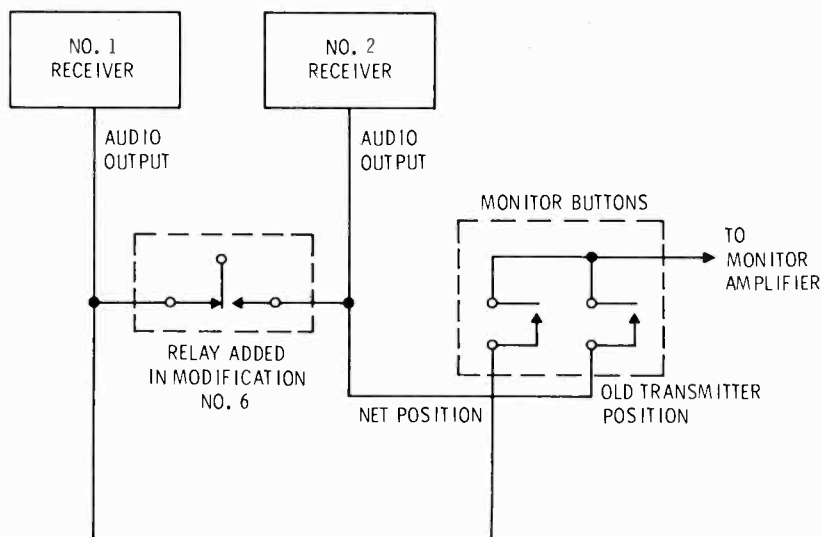 NO. 1
RECEIVER
NO. 2
RECEIVER
AUDIO
OUTPUT
AUDIO
OUTPUT
MONITOR BUTTONS
TO
MONITOR
AMPLIFIER
RELAY ADDED
IN MODIFICATION
NO. 6
NET POSITION
OLD TRANSMITTER
POSITION